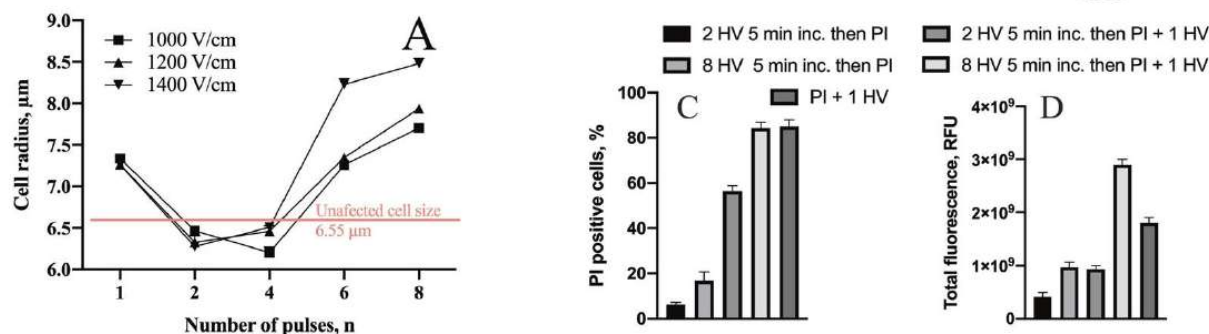 A
9.0
8.5
8.0
7.5
7.0
6.5
6.0
Cell radius, µm
1000 V/cm
1200 V/cm
1400 V/cm
Unafected cell size
6.55 µm
1 2 4 6 8
Number of pulses, n
2 HV 5 min inc. then PI
2 HV 5 min inc. then PI + 1 HV
8 HV 5 min inc. then PI
8 HV 5 min inc. then PI + 1 HV
PI + 1 HV
C
100
80
60
40
20
0
PI positive cells, %
D
4×10⁹
3×10⁹
2×10⁹
1×10⁹
0
Total fluorescence, RFU